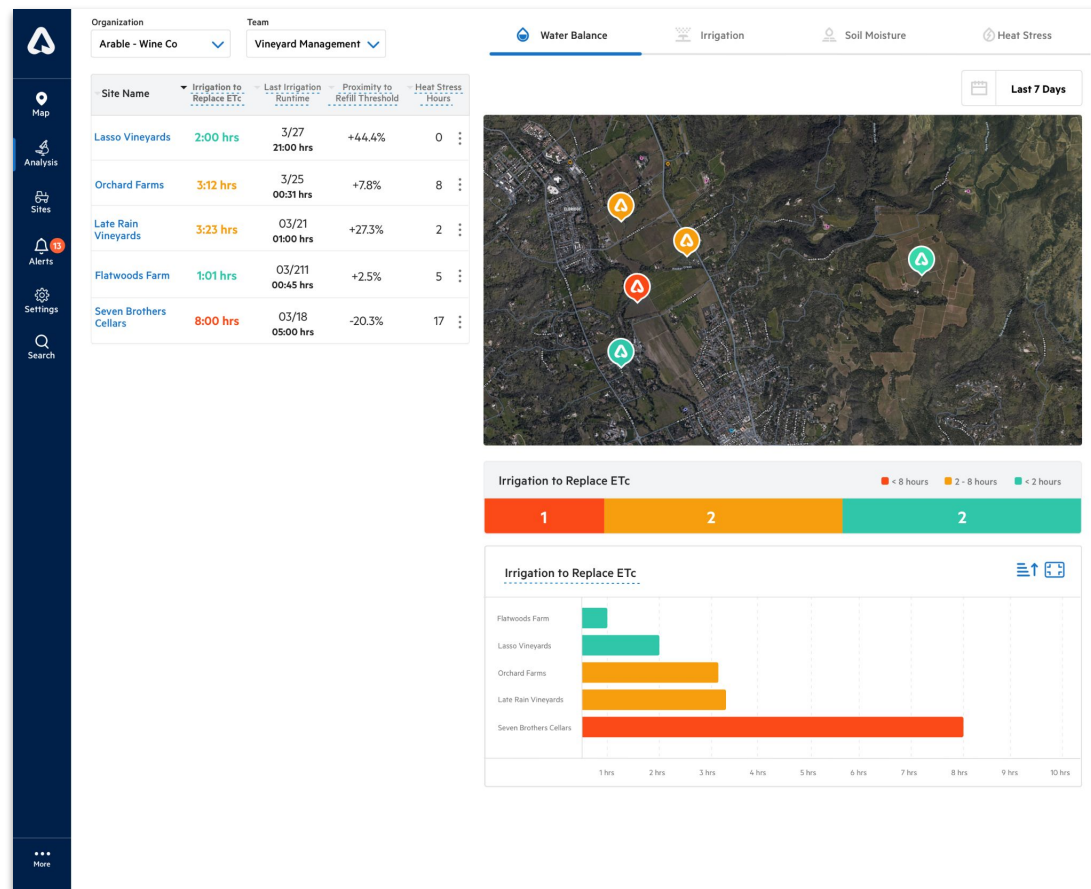 Organization
Team
Arable - Wine Co
Vineyard Management
Map
Analysis
Sites
13
Alerts
Settings
Search
More
Site Name
Irrigation to
Replace ETc
Last Irrigation
Runtime
Proximity to
Refill Threshold
Heat Stress
Hours
Lasso Vineyards
2:00 hrs
3/27
21:00 hrs
+44.4%
0
Orchard Farms
3:12 hrs
3/25
00:31 hrs
+7.8%
8
Late Rain
Vineyards
3:23 hrs
03/21
01:00 hrs
+27.3%
2
Flatwoods Farm
1:01 hrs
03/211
00:45 hrs
+2.5%
5
Seven Brothers
Cellars
8:00 hrs
03/18
05:00 hrs
-20.3%
17
Water Balance
Irrigation
Soil Moisture
Heat Stress
Last 7 Days
Irrigation to Replace ETc
< 8 hours
2 - 8 hours
< 2 hours
1
2
2
Irrigation to Replace ETc
Flatwoods Farm
Lasso Vineyards
Orchard Farms
Late Rain Vineyards
Seven Brothers Cellars
1 hrs
2 hrs
3 hrs
4 hrs
5 hrs
6 hrs
7 hrs
8 hrs
9 hrs
10 hrs